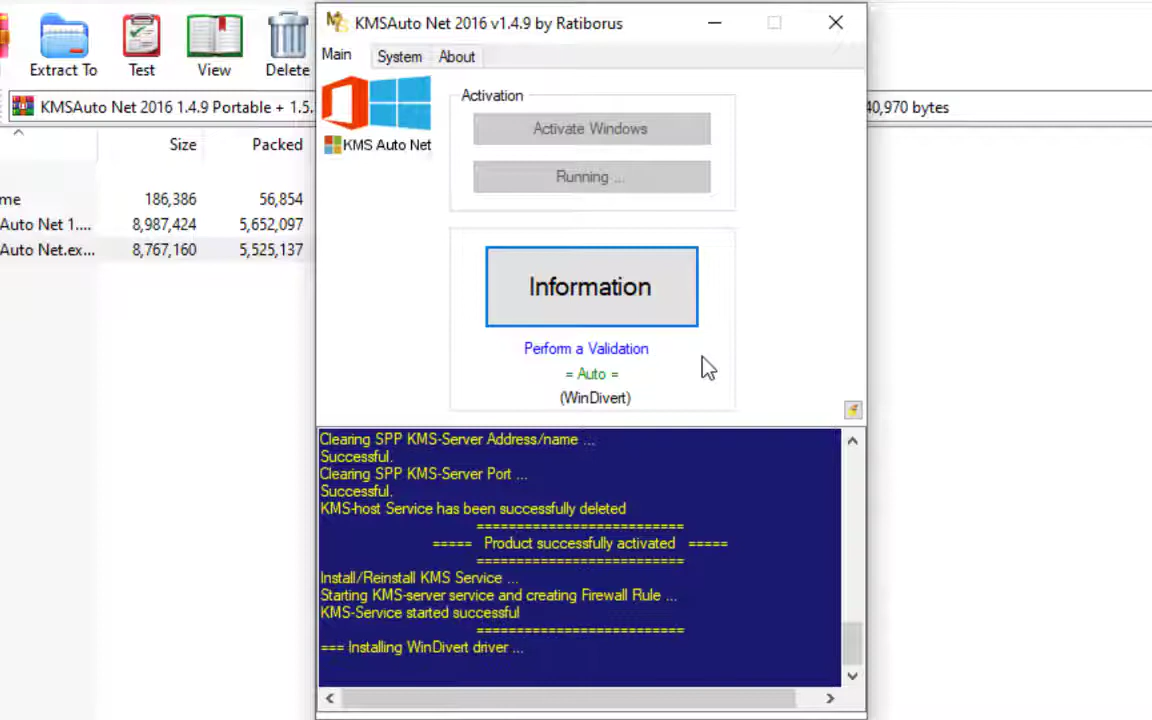 KMSAuto Net 2016 v1.4.9 by Ratiborus
Extract To
Test
View
Delete
Main
System
About
KMSAuto Net 2016 1.4.9 Portable + 1.5.
40,970 bytes
KMS Auto Net
Activation
Activate Windows
Running ...
Size
Packed
me
186,386
56,854
Auto Net 1....
8,987,424
5,652,097
Auto Net.ex...
8,767,160
5,525,137
Information
Perform a Validation
= Auto =
(WinDivert)
Clearing SPP KMS-Server Address/name ...
Successful.
Clearing SPP KMS-Server Port ...
Successful.
KMS-host Service has been successfully deleted
==========================
===== Product successfully activated =====
==========================
Install/Reinstall KMS Service ...
Starting KMS-server service and creating Firewall Rule ...
KMS-Service started successful
==========================
=== Installing WinDivert driver ...